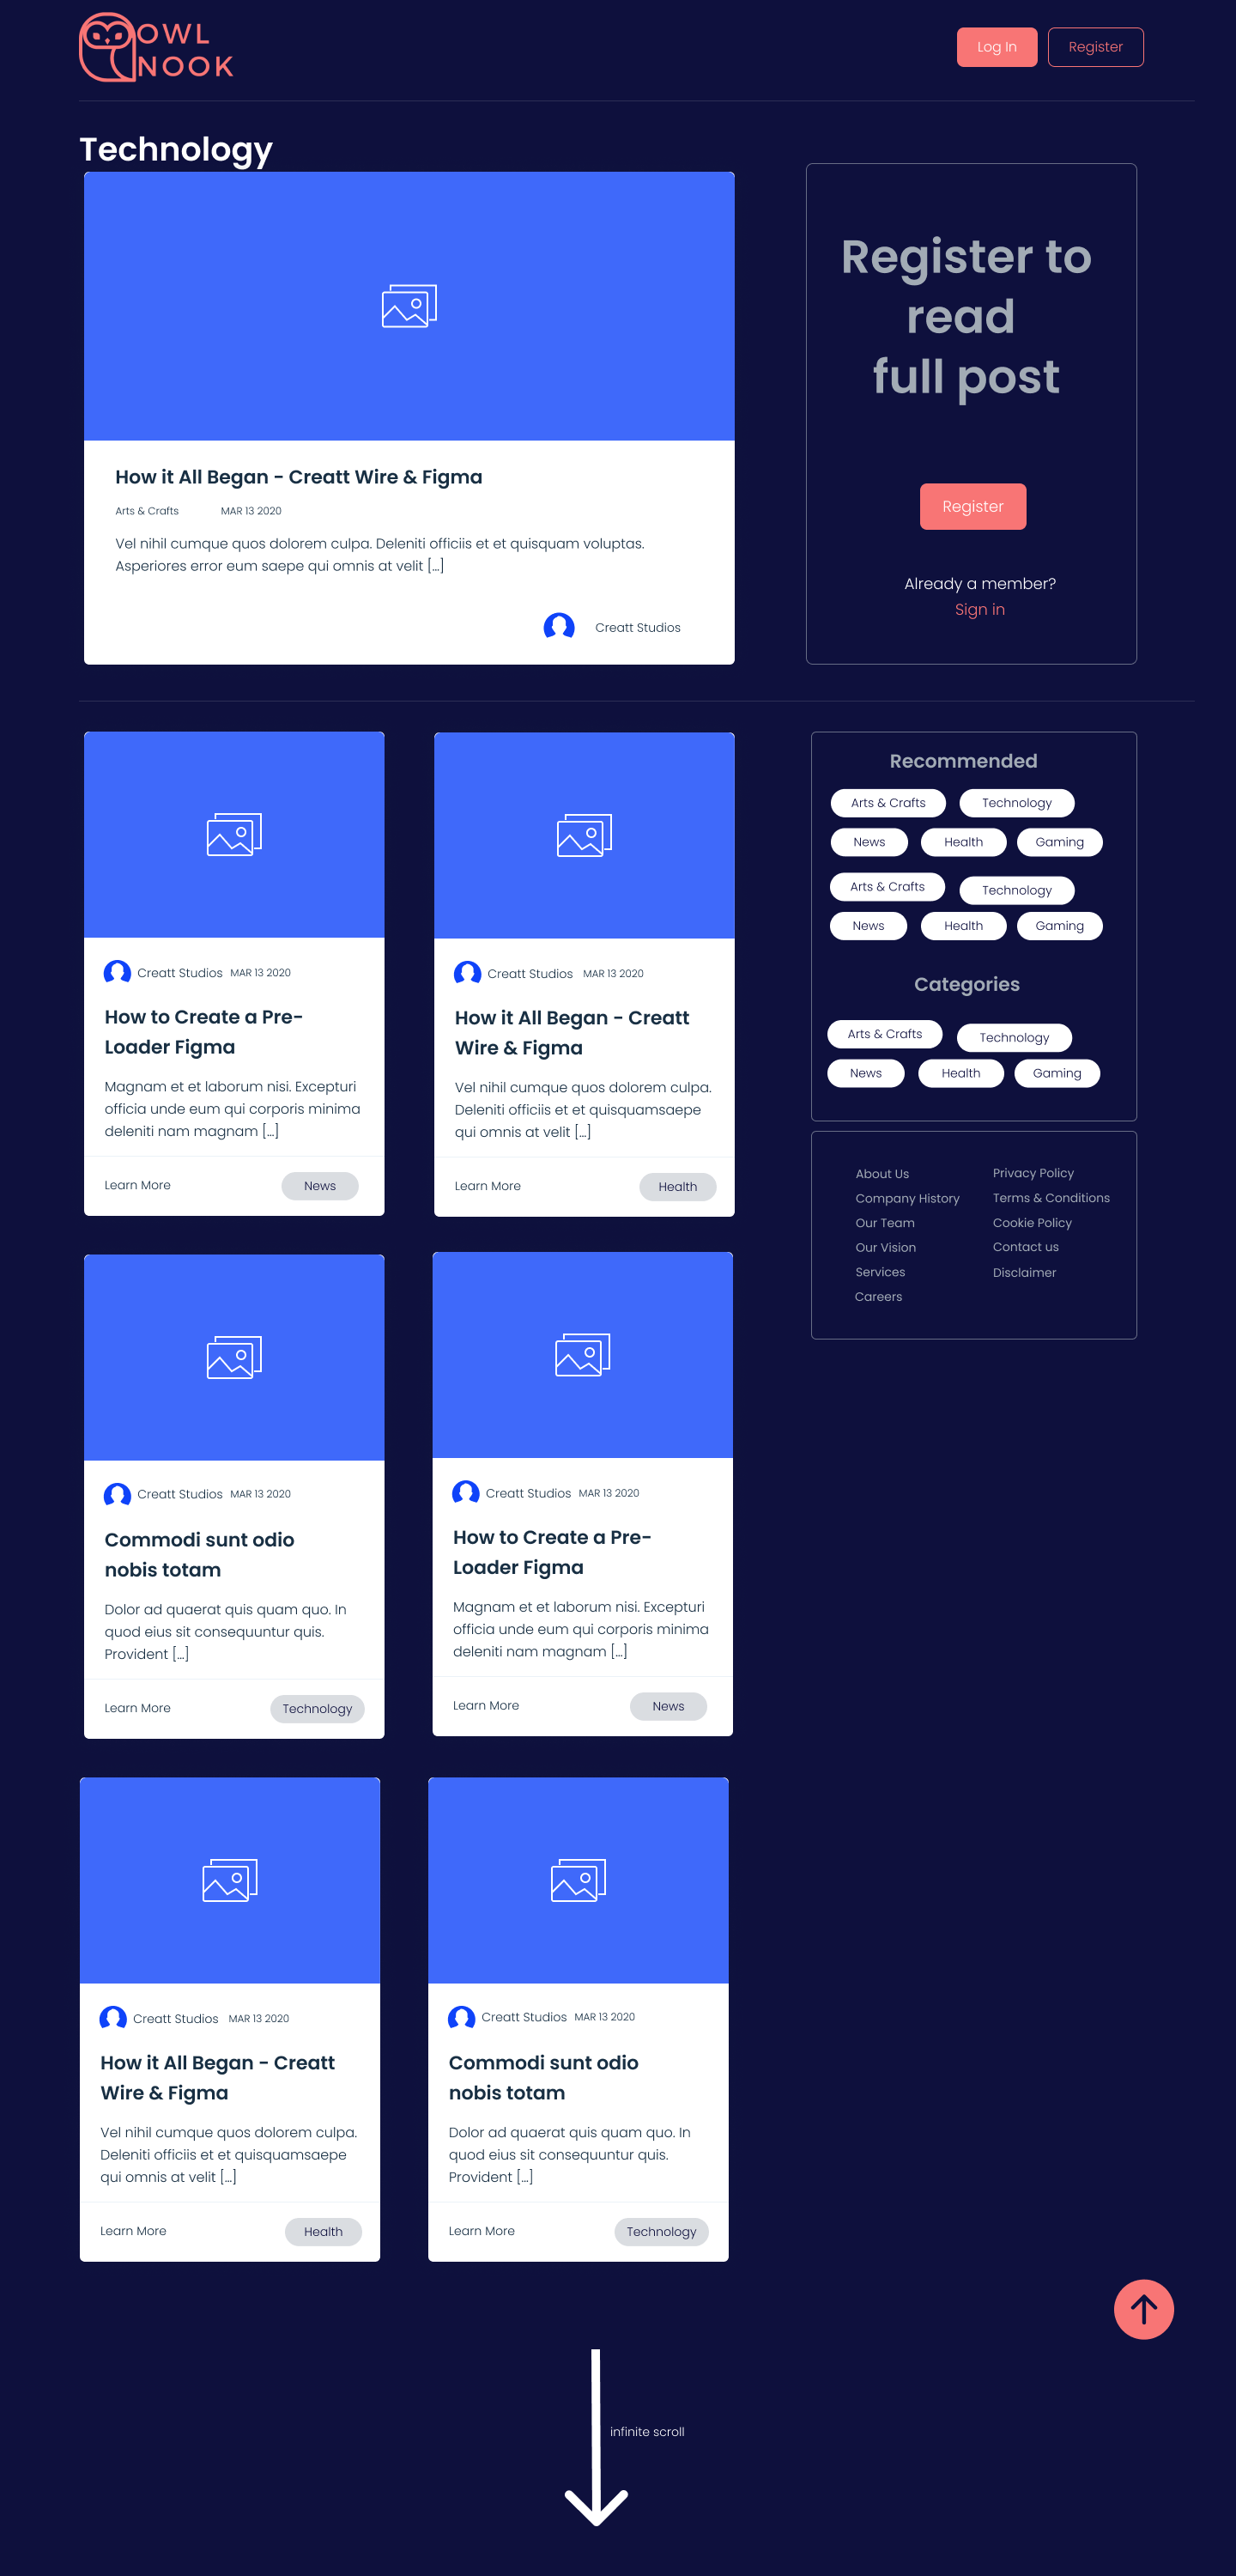 OWL
NOOK
Log In
Register
Technology
How it All Began - Creatt Wire & Figma
Arts & Crafts MAR 13 2020
Vel nihil cumque quos dolorem culpa. Deleniti officiis et et quisquam voluptas.
Asperiores error eum saepe qui omnis at velit [...]
Creatt Studios
Register to
read
full post
Register
Already a member?
Sign in
Creatt Studios MAR 13 2020
How to Create a Pre-
Loader Figma
Magnam et et laborum nisi. Excepturi
officia unde eum qui corporis minima
deleniti nam magnam [...]
Learn More
News
Creatt Studios MAR 13 2020
How it All Began - Creatt
Wire & Figma
Vel nihil cumque quos dolorem culpa.
Deleniti officiis et et quisquamsaepe
qui omnis at velit [...]
Learn More
Health
Recommended
Arts & Crafts
Technology
News
Health
Gaming
Arts & Crafts
Technology
News
Health
Gaming
Categories
Arts & Crafts
Technology
News
Health
Gaming
About Us
Company History
Our Team
Our Vision
Services
Careers
Privacy Policy
Terms & Conditions
Cookie Policy
Contact us
Disclaimer
Creatt Studios MAR 13 2020
Commodi sunt odio
nobis totam
Dolor ad quaerat quis quam quo. In
quod eius sit consequuntur quis.
Provident [...]
Learn More
Technology
Creatt Studios MAR 13 2020
How to Create a Pre-
Loader Figma
Magnam et et laborum nisi. Excepturi
officia unde eum qui corporis minima
deleniti nam magnam [...]
Learn More
News
Creatt Studios MAR 13 2020
How it All Began - Creatt
Wire & Figma
Vel nihil cumque quos dolorem culpa.
Deleniti officiis et et quisquamsaepe
qui omnis at velit [...]
Learn More
Health
Creatt Studios MAR 13 2020
Commodi sunt odio
nobis totam
Dolor ad quaerat quis quam quo. In
quod eius sit consequuntur quis.
Provident [...]
Learn More
Technology
infinite scroll